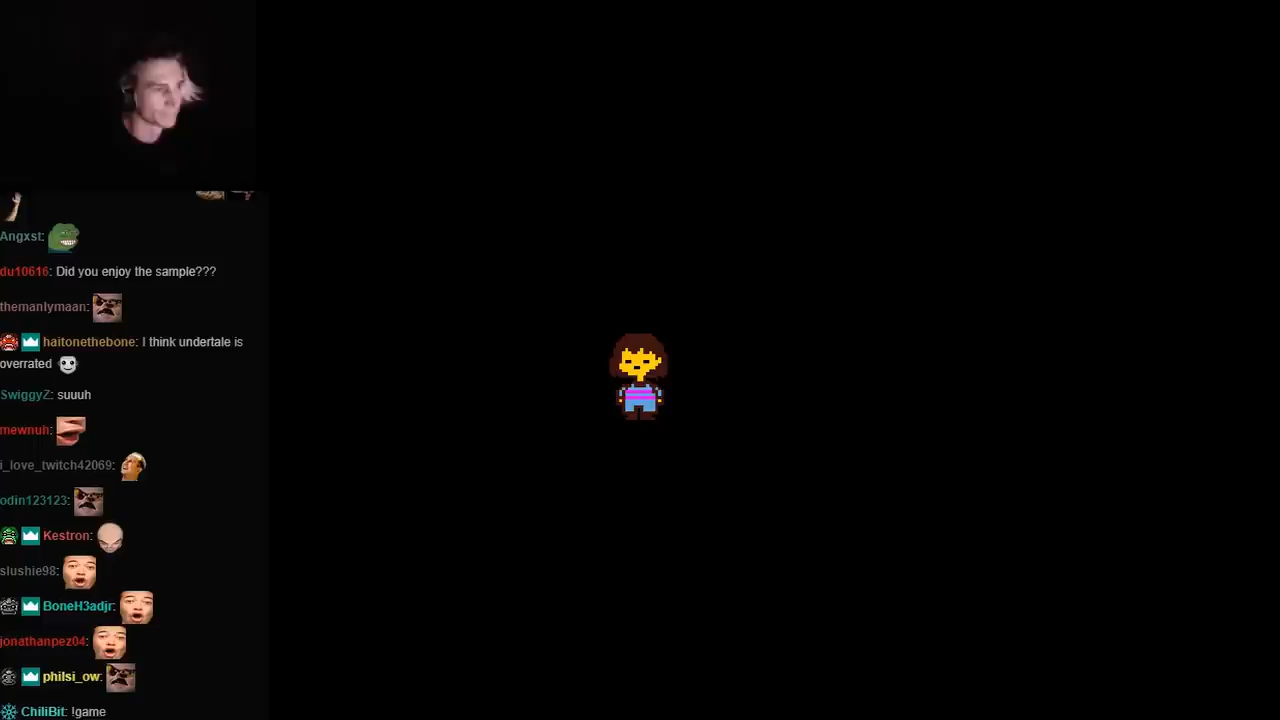 Angxst:
du10616: Did you enjoy the sample???
themanlymaan:
haitonethebone: I think undertale is
overrated
SwiggyZ: suuuh
mewnuh:
i_love_twitch42069:
odin123123:
Kestron:
slushie98:
BoneH3adjr:
jonathanpez04:
philsi_ow:
ChiliBit: !game